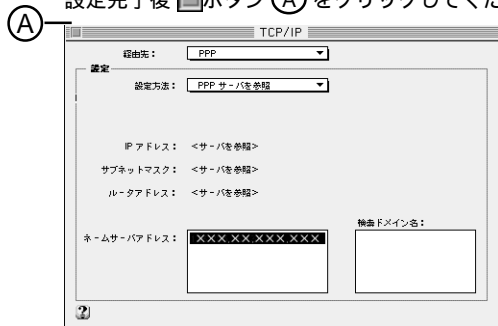 設定完了後 ボタン (A) をクリックしてくだ
A
TCP/IP
経由先： PPP
設定
設定方法： PPP サーバを参照
IP アドレス： <サーバを参照>
サブネットマスク： <サーバを参照>
ルータアドレス： <サーバを参照>
検索ドメイン名：
ネームサーバアドレス： XXX.XX.XXX.XXX
?